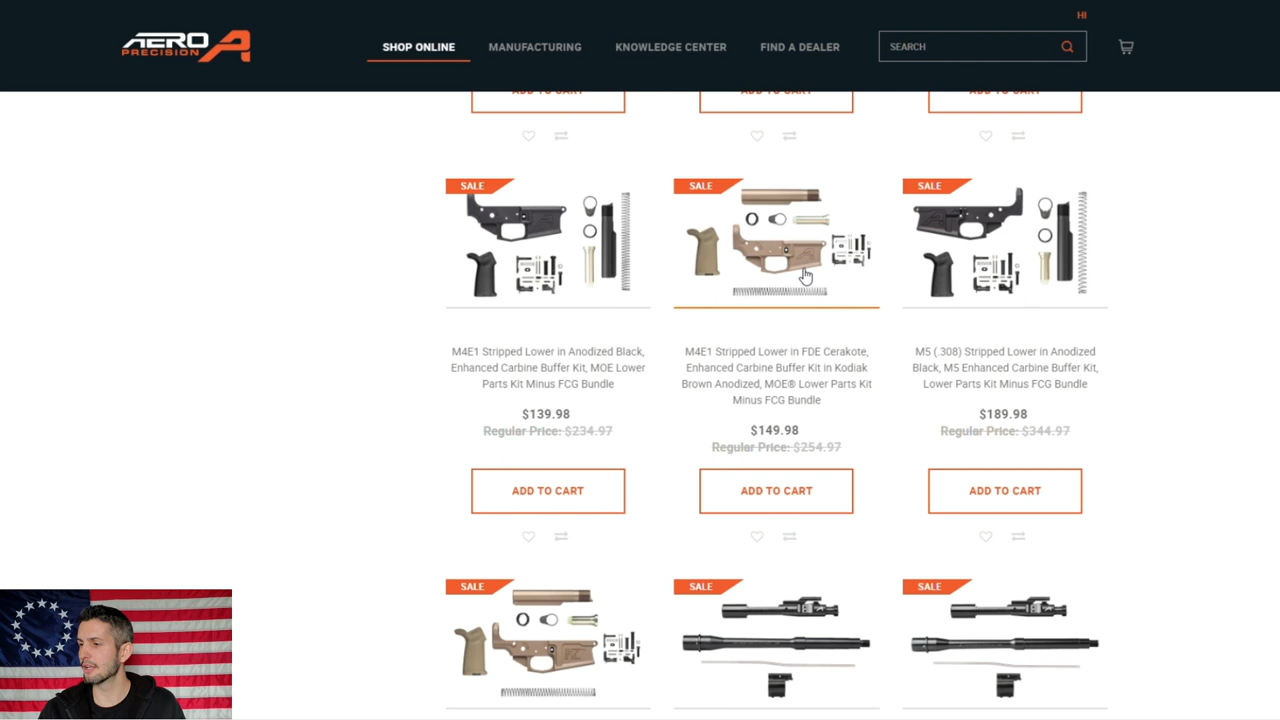 HI
AERO
PRECISION
SHOP ONLINE
MANUFACTURING
KNOWLEDGE CENTER
FIND A DEALER
SEARCH
ADD TO CART
ADD TO CART
ADD TO CART
SALE
SALE
SALE
M4E1 Stripped Lower in Anodized Black,
Enhanced Carbine Buffer Kit, MOE Lower
Parts Kit Minus FCG Bundle
$139.98
Regular Price: $234.97
ADD TO CART
M4E1 Stripped Lower in FDE Cerakote,
Enhanced Carbine Buffer Kit in Kodiak
Brown Anodized, MOE® Lower Parts Kit
Minus FCG Bundle
$149.98
Regular Price: $254.97
ADD TO CART
M5 (.308) Stripped Lower in Anodized
Black, M5 Enhanced Carbine Buffer Kit,
Lower Parts Kit Minus FCG Bundle
$189.98
Regular Price: $344.97
ADD TO CART
SALE
SALE
SALE